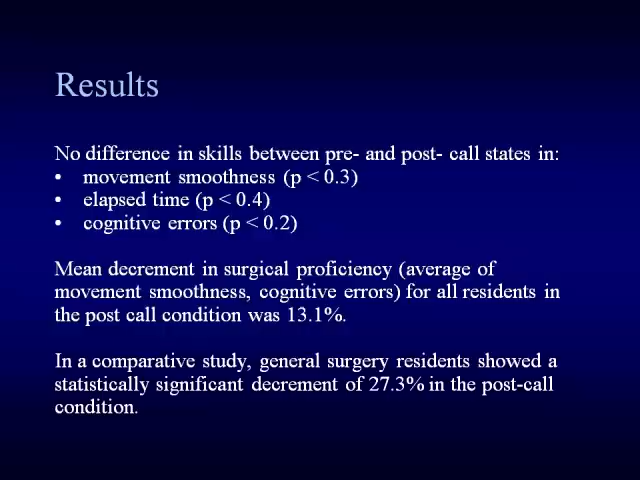 Results
No difference in skills between pre- and post- call states in:
• movement smoothness (p < 0.3)
• elapsed time (p < 0.4)
• cognitive errors (p < 0.2)
Mean decrement in surgical proficiency (average of
movement smoothness, cognitive errors) for all residents in
the post call condition was 13.1%.
In a comparative study, general surgery residents showed a
statistically significant decrement of 27.3% in the post-call
condition.